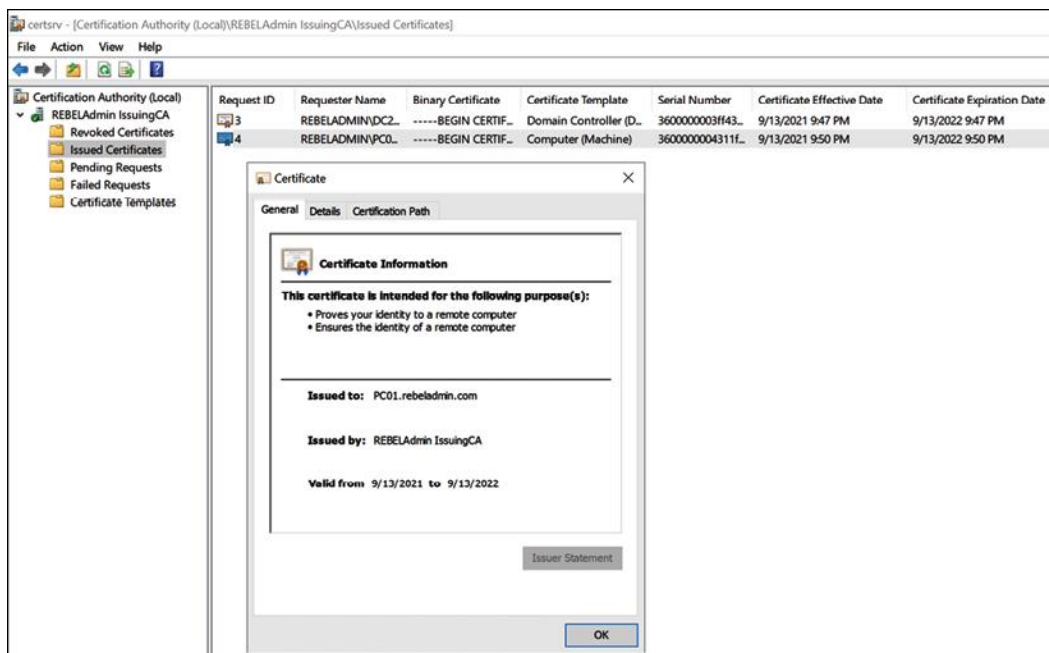 certsrv - [Certification Authority (Local)\REBELAdmin IssuingCA\Issued Certificates]
File Action View Help
Certification Authority (Local)
REBELAdmin IssuingCA
Revoked Certificates
Issued Certificates
Pending Requests
Failed Requests
Certificate Templates
Request ID Requester Name Binary Certificate Certificate Template Serial Number Certificate Effective Date Certificate Expiration Date
3 REBELADMIN\DC2... -----BEGIN CERTIF... Domain Controller (D... 3600000003ff43... 9/13/2021 9:47 PM 9/13/2022 9:47 PM
4 REBELADMIN\PC0... -----BEGIN CERTIF... Computer (Machine) 3600000004311f... 9/13/2021 9:50 PM 9/13/2022 9:50 PM
Certificate
General Details Certification Path
Certificate Information
This certificate is intended for the following purpose(s):
• Proves your identity to a remote computer
• Ensures the identity of a remote computer
Issued to: PC01.rebeladmin.com
Issued by: REBELAdmin IssuingCA
Valid from 9/13/2021 to 9/13/2022
Issuer Statement
OK